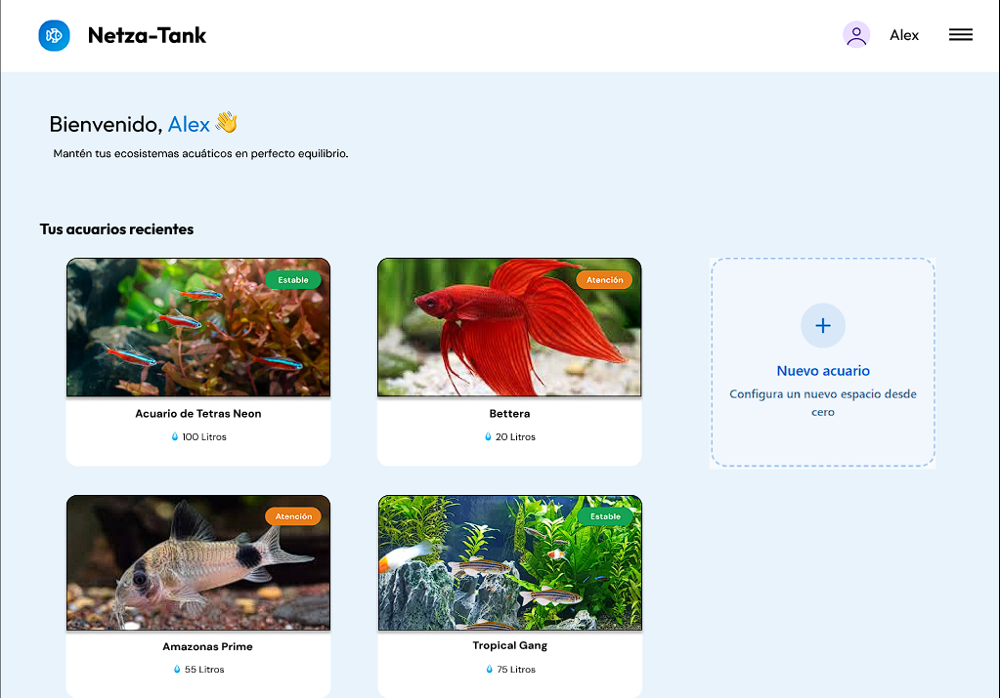 Netza-Tank
Alex
Bienvenido, Alex 👋
Mantén tus ecosistemas acuáticos en perfecto equilibrio.
Tus acuarios recientes
Estable
Acuario de Tetras Neon
100 Litros
Atención
Bettera
20 Litros
Nuevo acuario
Configura un nuevo espacio desde
cero
Atención
Amazonas Prime
55 Litros
Estable
Tropical Gang
75 Litros